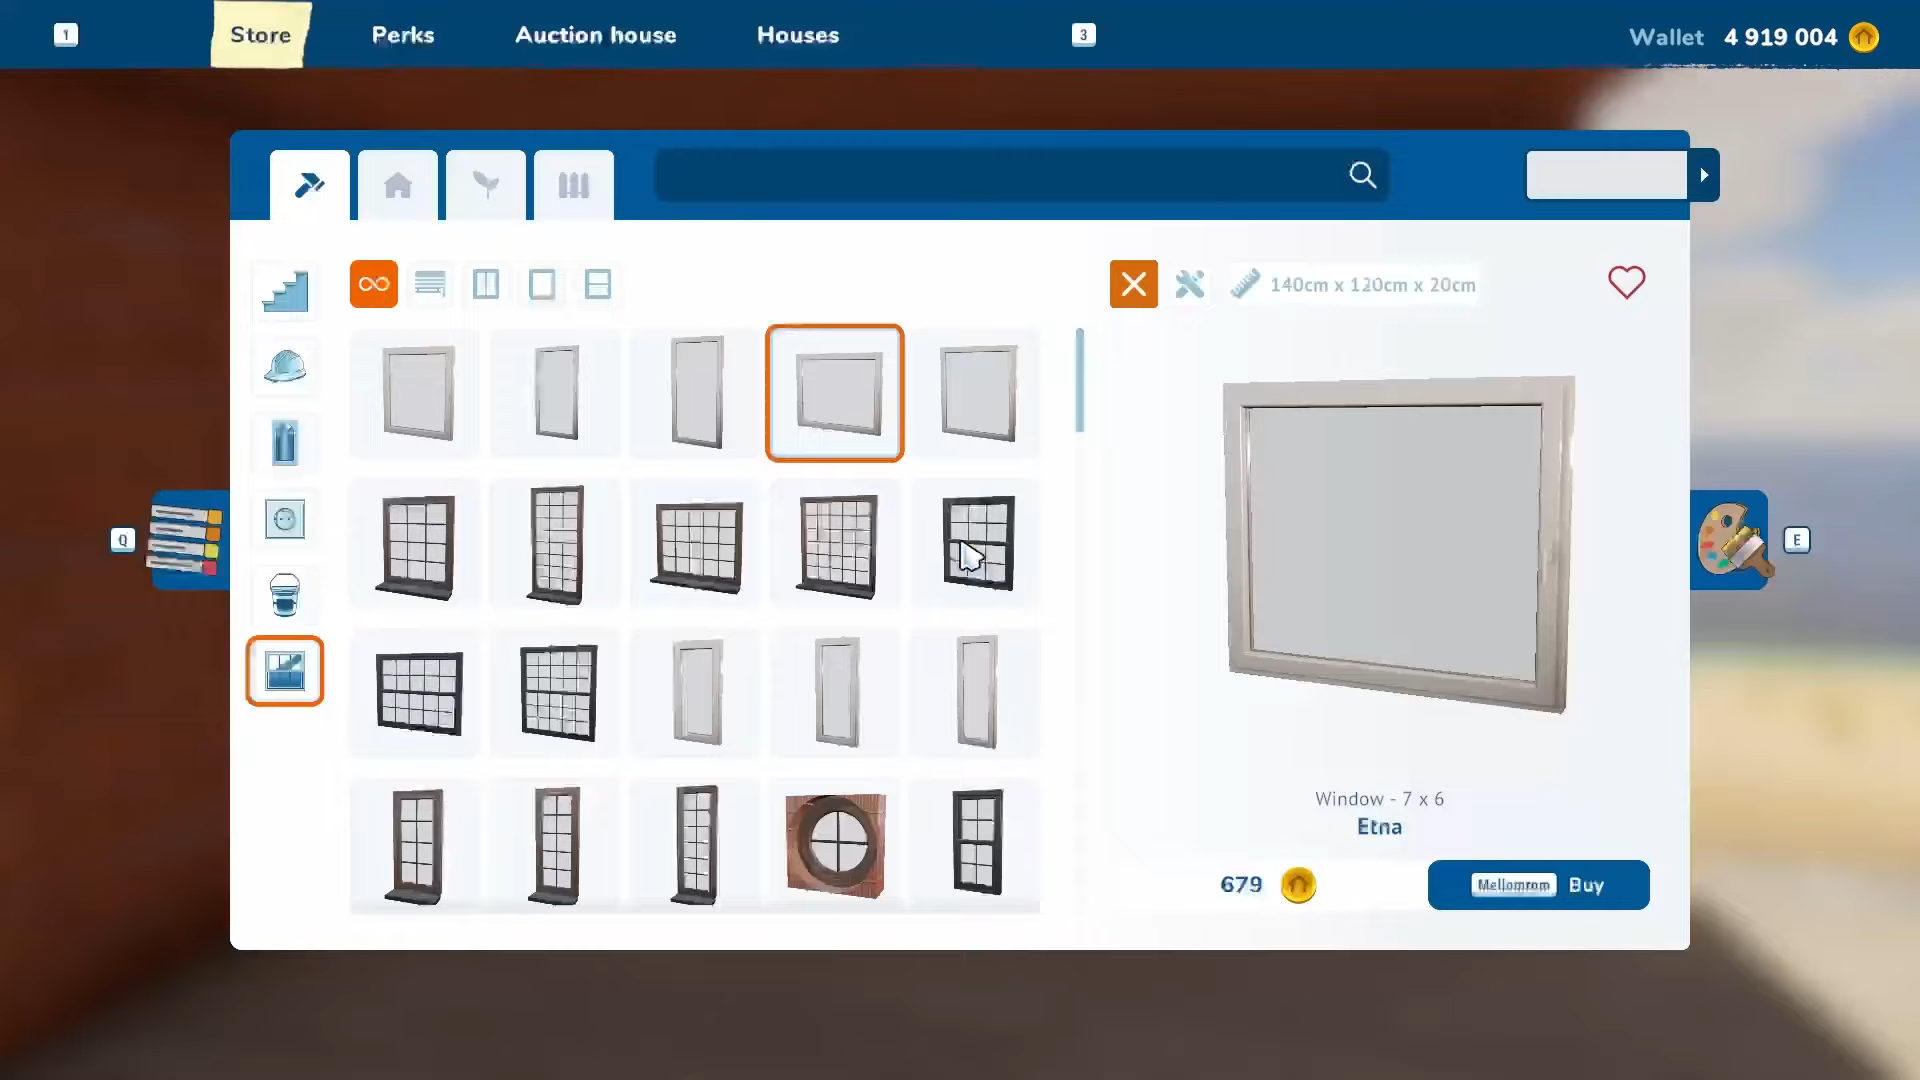 1
Store
Perks
Auction house
Houses
3
Wallet 4 919 004
140cm x 120cm x 20cm
Q
E
Window - 7 x 6
Etna
679
Mellomrom Buy